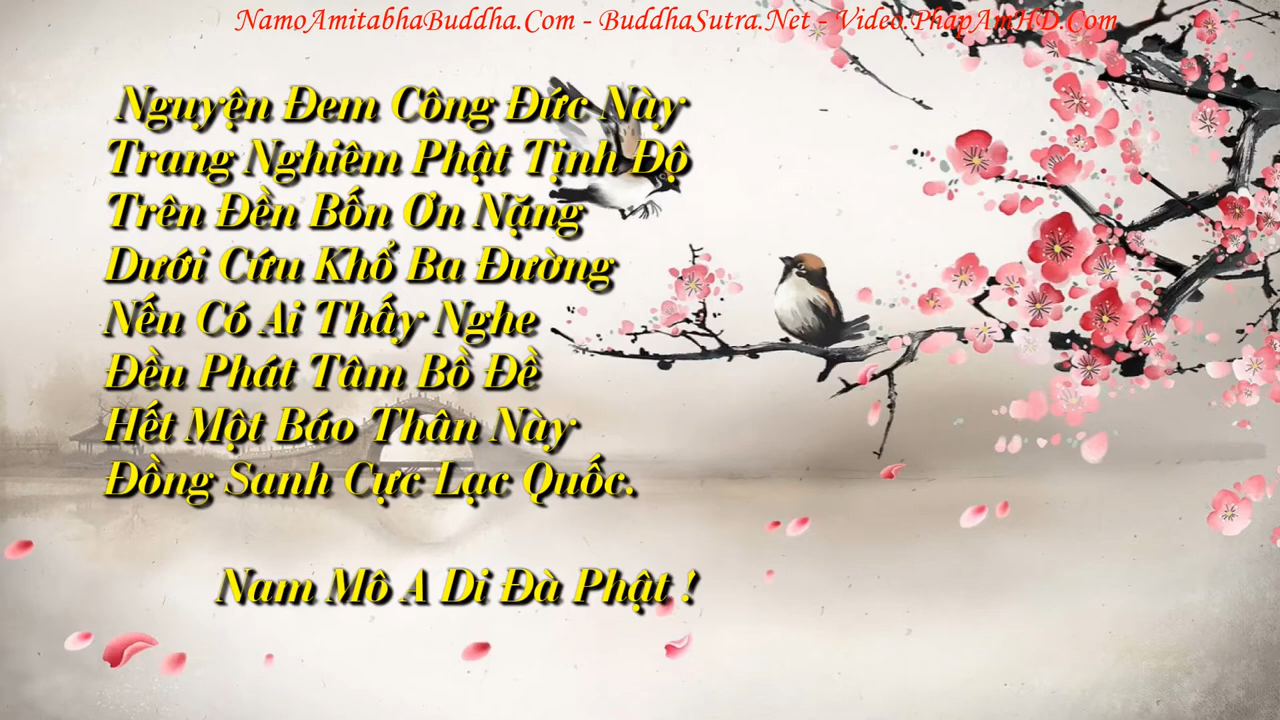 NamoAmitabhaBuddha.Com - BuddhaSutra.Net - Video.PhapAmHD.Com
Nguyện Đem Công Đức Này
Trang Nghiêm Phật Tịnh Độ
Trên Đền Bốn Ơn Nặng
Dưới Cứu Khổ Ba Đường
Nếu Có Ai Thấy Nghe
Đều Phát Tâm Bồ Đề
Hết Một Báo Thân Này
Đồng Sanh Cực Lạc Quốc.
Nam Mô A Di Đà Phật !